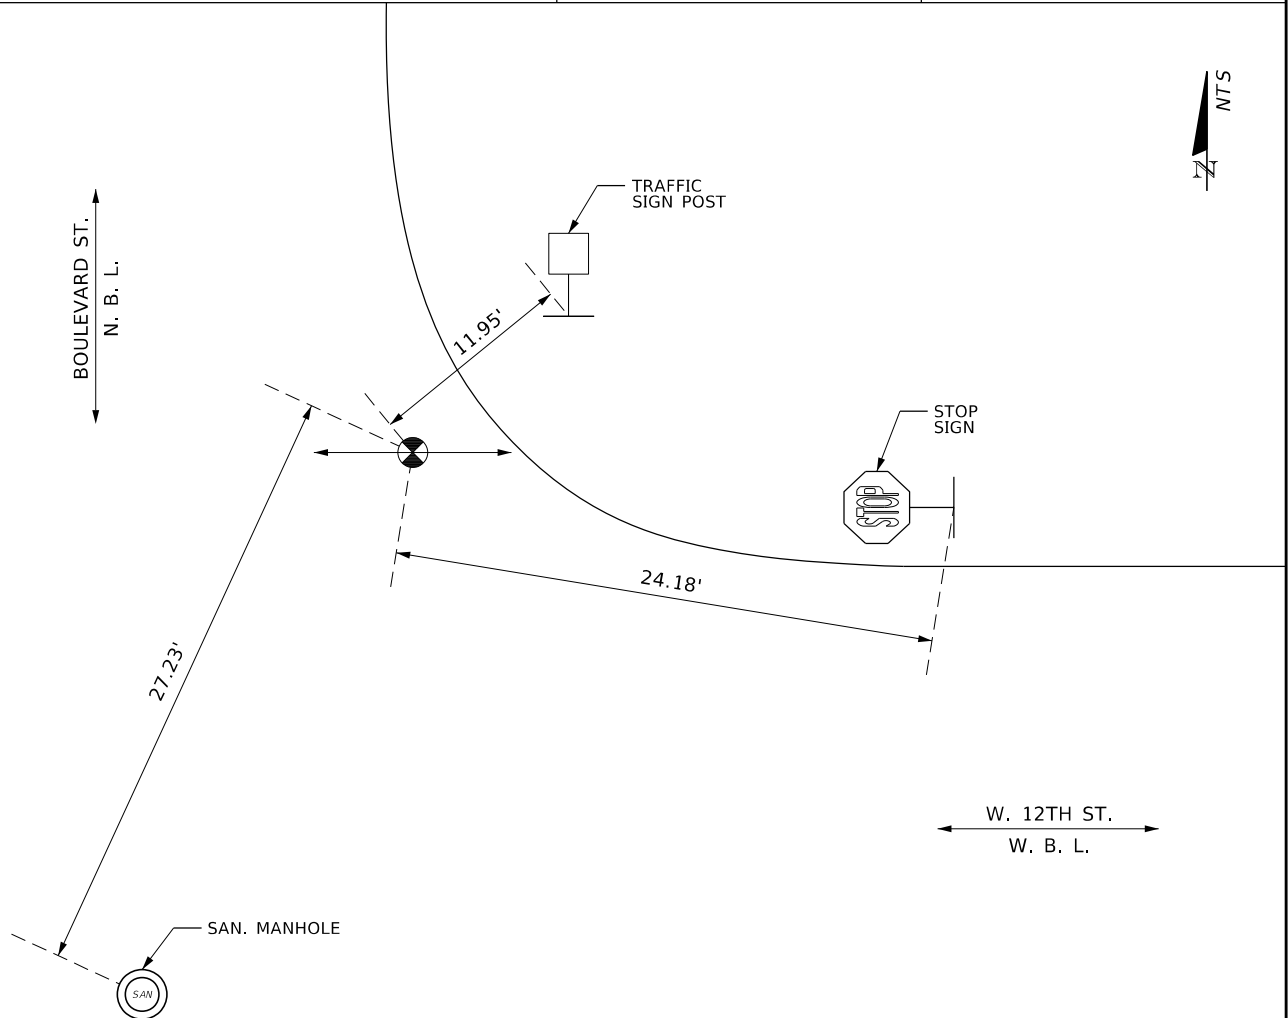 NTS
N
TRAFFIC
SIGN POST
BOULEVARD ST.
N. B. L.
11.95'
STOP
SIGN
STOP
24.18'
27.23'
W. 12TH ST.
W. B. L.
SAN. MANHOLE
SAN